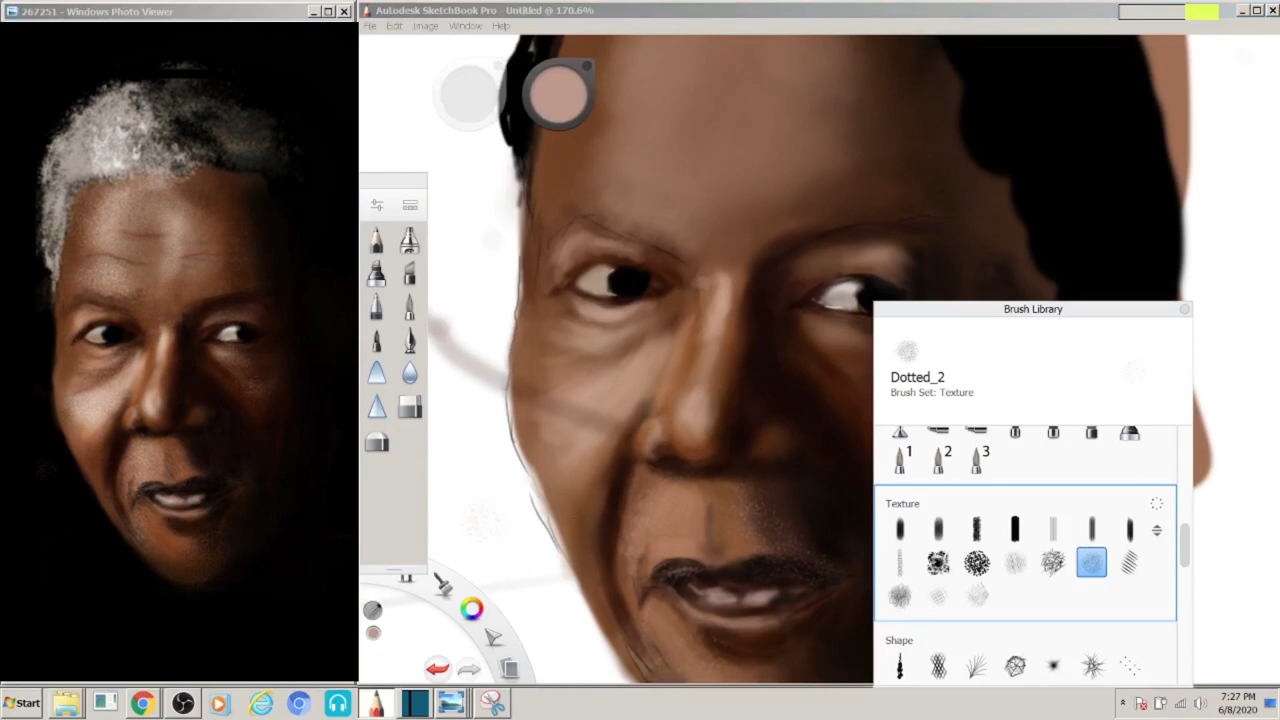 267251 - Windows Photo Viewer
Autodesk SketchBook Pro - Untitled @ 170.6%
File Edit Image Window Help
Brush Library
Dotted_2
Brush Set: Texture
1 2 3
Texture
Shape
Start
7:27 PM
6/8/2020